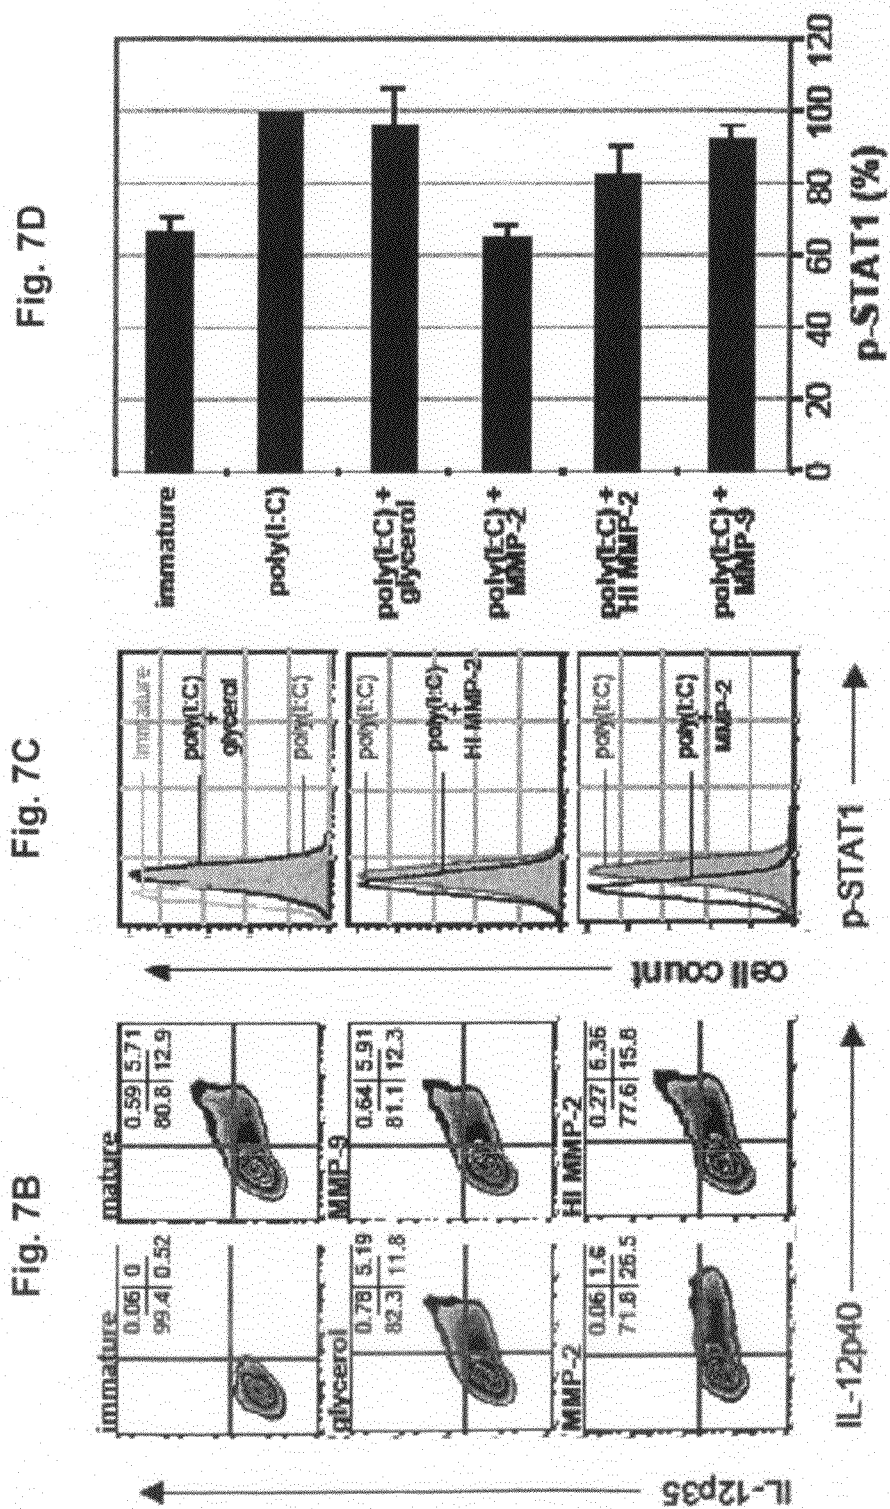 Fig. 7B
immature
0.06 0
99.4 0.52
mature
0.59 5.71
80.8 12.9
glycerol
0.78 5.19
82.3 11.8
MMP-9
0.64 5.91
81.1 12.3
MMP-2
0.06 1.6
71.8 26.5
HI MMP-2
0.27 6.36
77.6 15.8
IL-12p35
IL-12p40
Fig. 7C
immature
poly(I:C)
+
glycerol
poly(I:C)
poly(I:C)
poly(I:C)
+
HI MMP-2
poly(I:C)
poly(I:C)
+
MMP-2
cell count
p-STAT1
Fig. 7D
immature
poly(I:C)
poly(I:C) +
glycerol
poly(I:C) +
MMP-2
poly(I:C) +
HI MMP-2
poly(I:C) +
MMP-9
0 20 40 60 80 100 120
p-STAT1 (%)